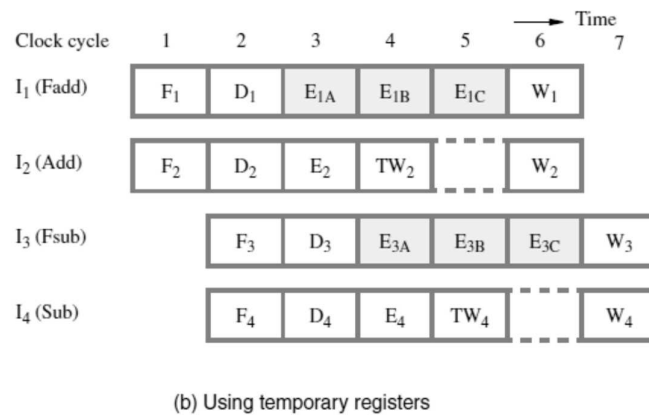 Time
Clock cycle 1 2 3 4 5 6 7
I₁ (Fadd) F₁ D₁ E₁A E₁B E₁C W₁
I₂ (Add) F₂ D₂ E₂ TW₂ W₂
I₃ (Fsub) F₃ D₃ E₃A E₃B E₃C W₃
I₄ (Sub) F₄ D₄ E₄ TW₄ W₄
(b) Using temporary registers